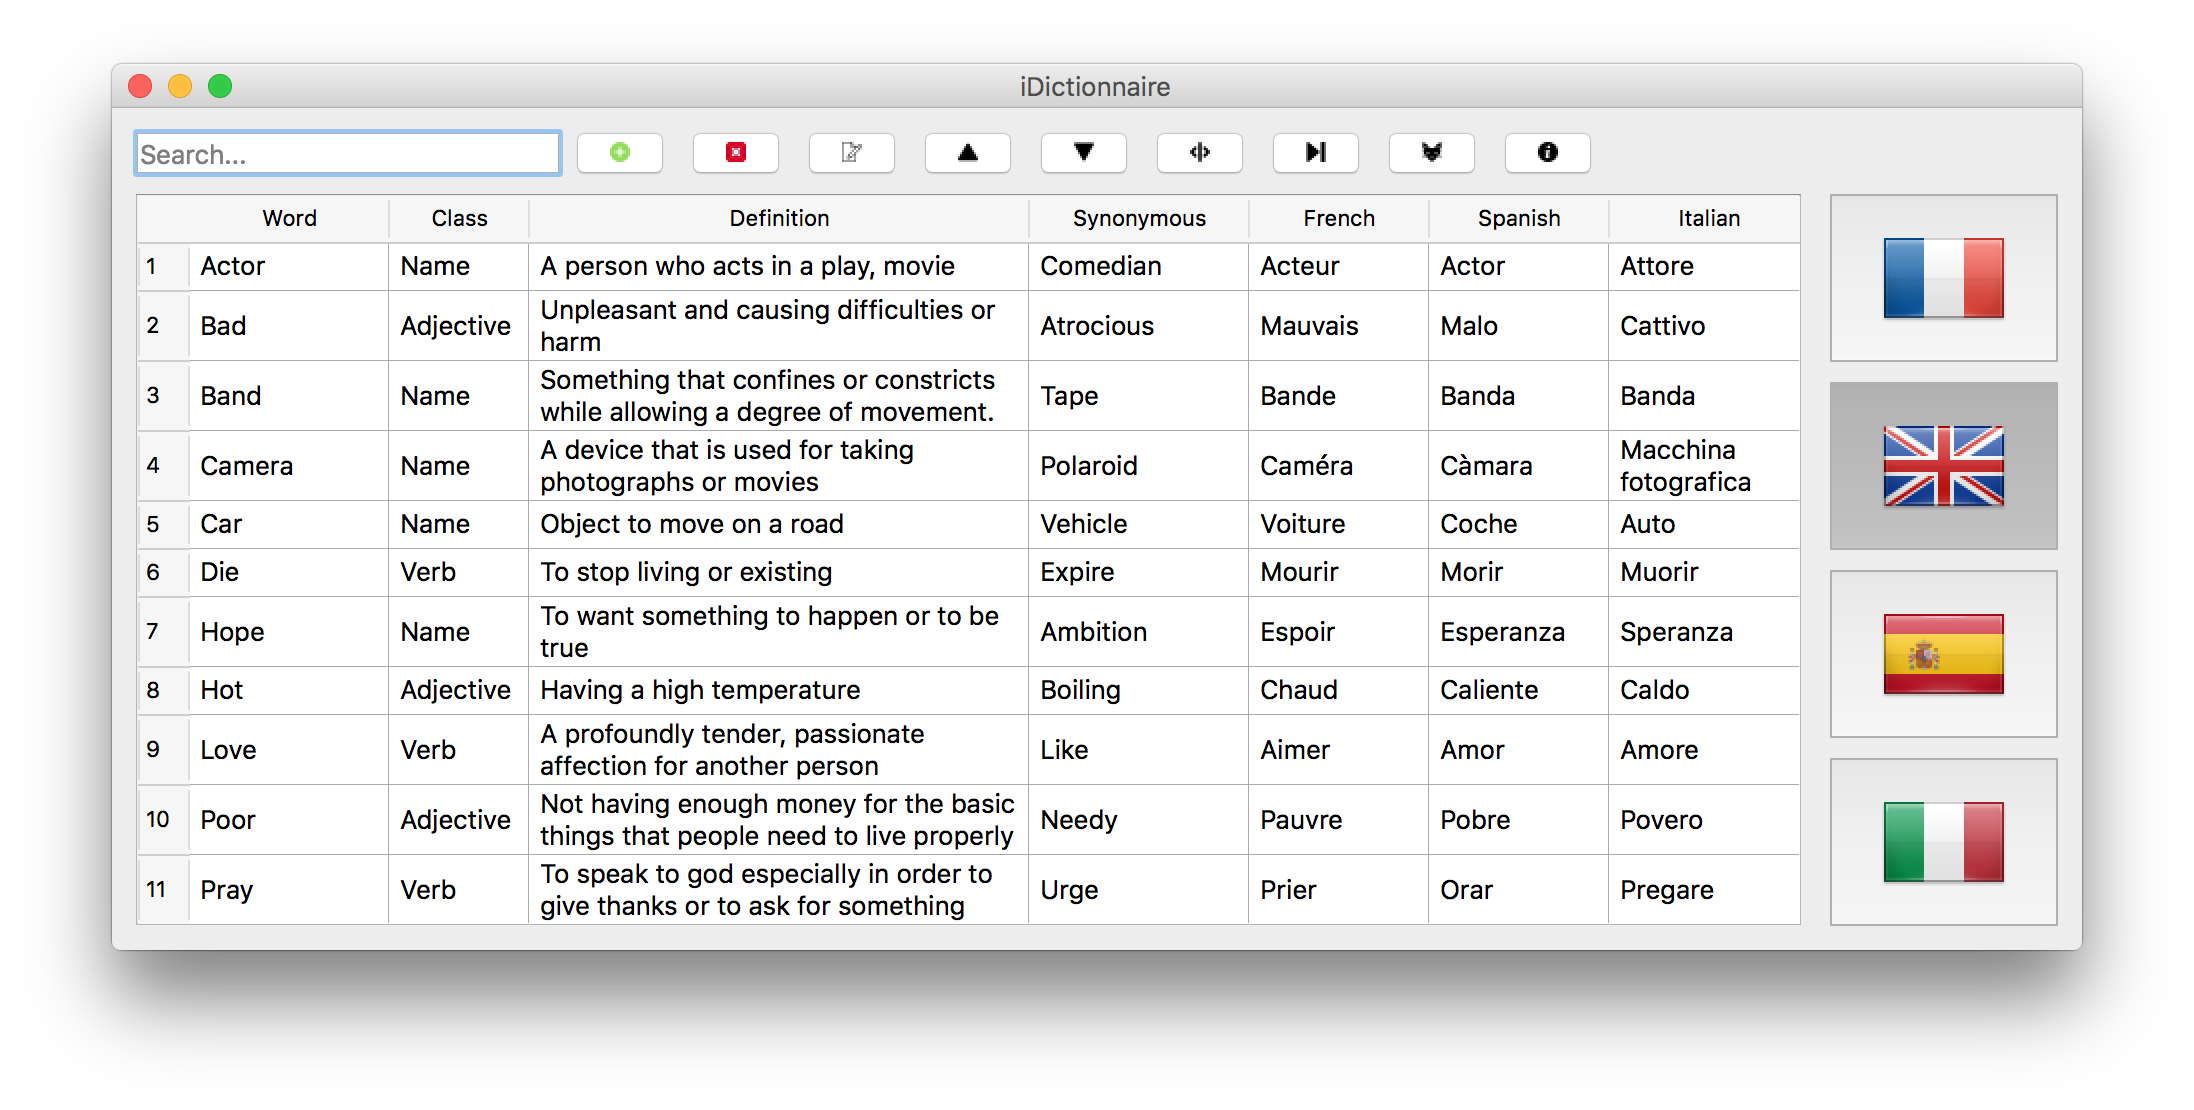 iDictionnaire
Search...
Word Class Definition Synonymous French Spanish Italian
1 Actor Name A person who acts in a play, movie Comedian Acteur Actor Attore
2 Bad Adjective Unpleasant and causing difficulties or
harm Atrocious Mauvais Malo Cattivo
3 Band Name Something that confines or constricts
while allowing a degree of movement. Tape Bande Banda Banda
4 Camera Name A device that is used for taking
photographs or movies Polaroid Caméra Càmara Macchina
fotografica
5 Car Name Object to move on a road Vehicle Voiture Coche Auto
6 Die Verb To stop living or existing Expire Mourir Morir Muorir
7 Hope Name To want something to happen or to be
true Ambition Espoir Esperanza Speranza
8 Hot Adjective Having a high temperature Boiling Chaud Caliente Caldo
9 Love Verb A profoundly tender, passionate
affection for another person Like Aimer Amor Amore
10 Poor Adjective Not having enough money for the basic
things that people need to live properly Needy Pauvre Pobre Povero
11 Pray Verb To speak to god especially in order to
give thanks or to ask for something Urge Prier Orar Pregare